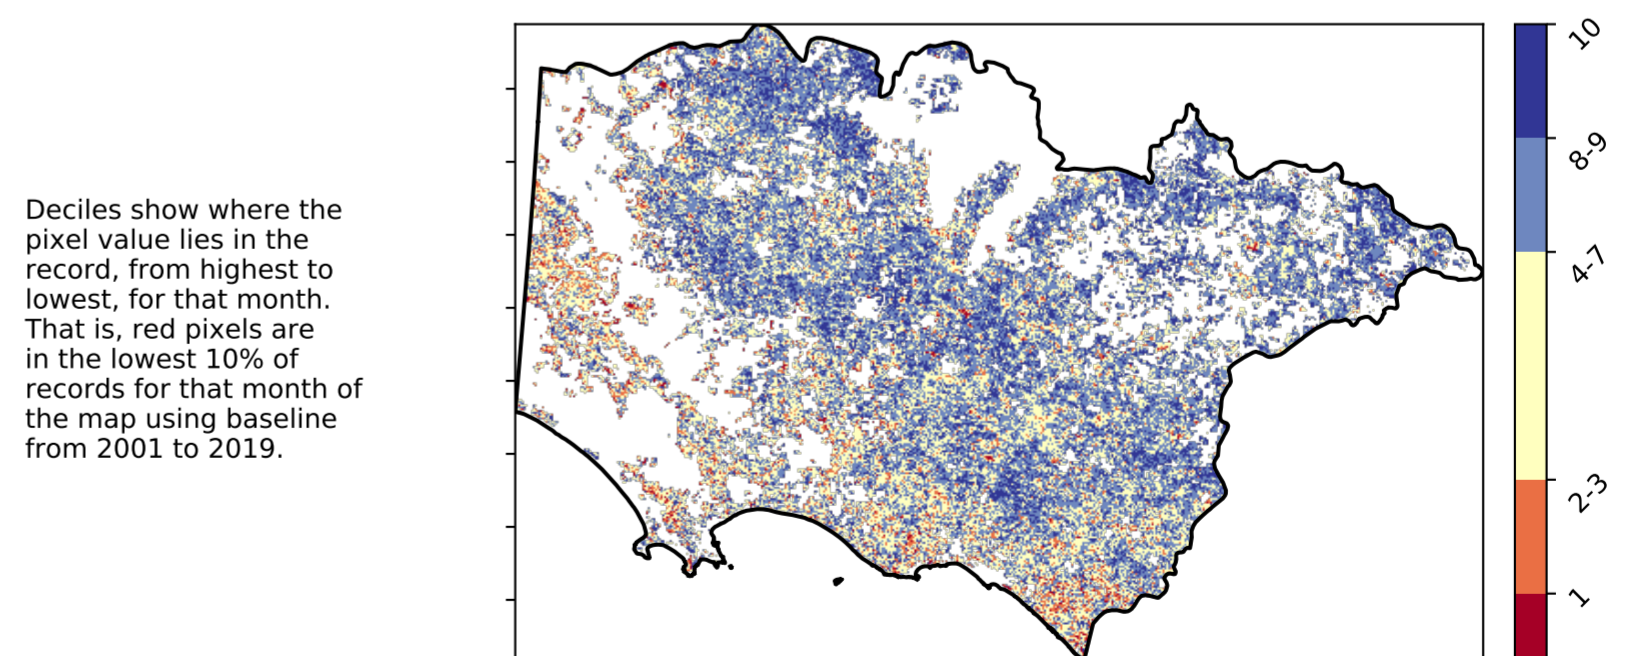 Deciles show where the
pixel value lies in the
record, from highest to
lowest, for that month.
That is, red pixels are
in the lowest 10% of
records for that month of
the map using baseline
from 2001 to 2019.
10
8-9
4-7
2-3
1